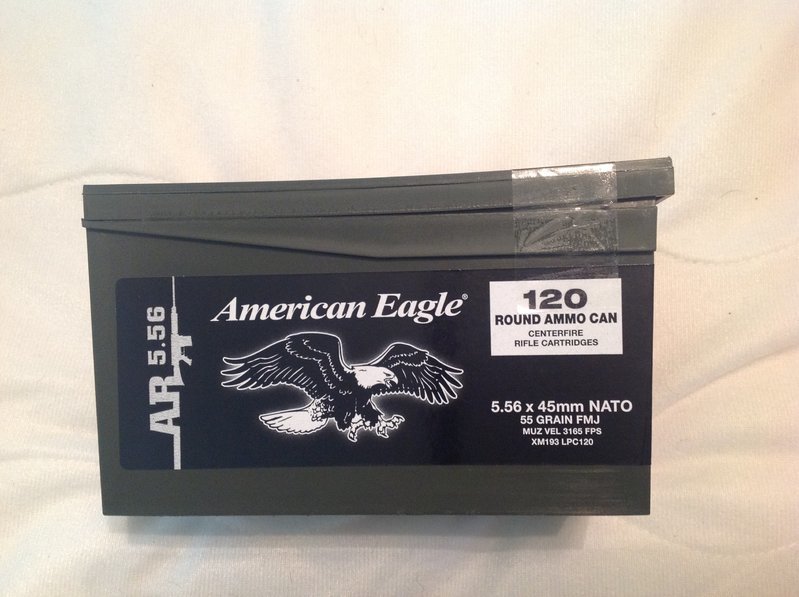 AR 5.56
American Eagle®
120
ROUND AMMO CAN
CENTERFIRE
RIFLE CARTRIDGES
5.56 x 45mm NATO
55 GRAIN FMJ
MUZ VEL 3165 FPS
XM193 LPC120